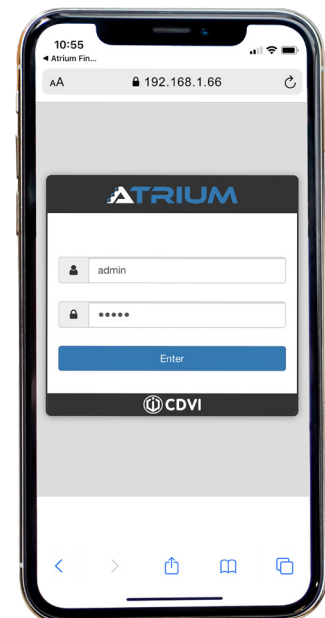 10:55
◀ Atrium Fin...
AA 192.168.1.66
ATRIUM
admin
•••••
Enter
CDVI